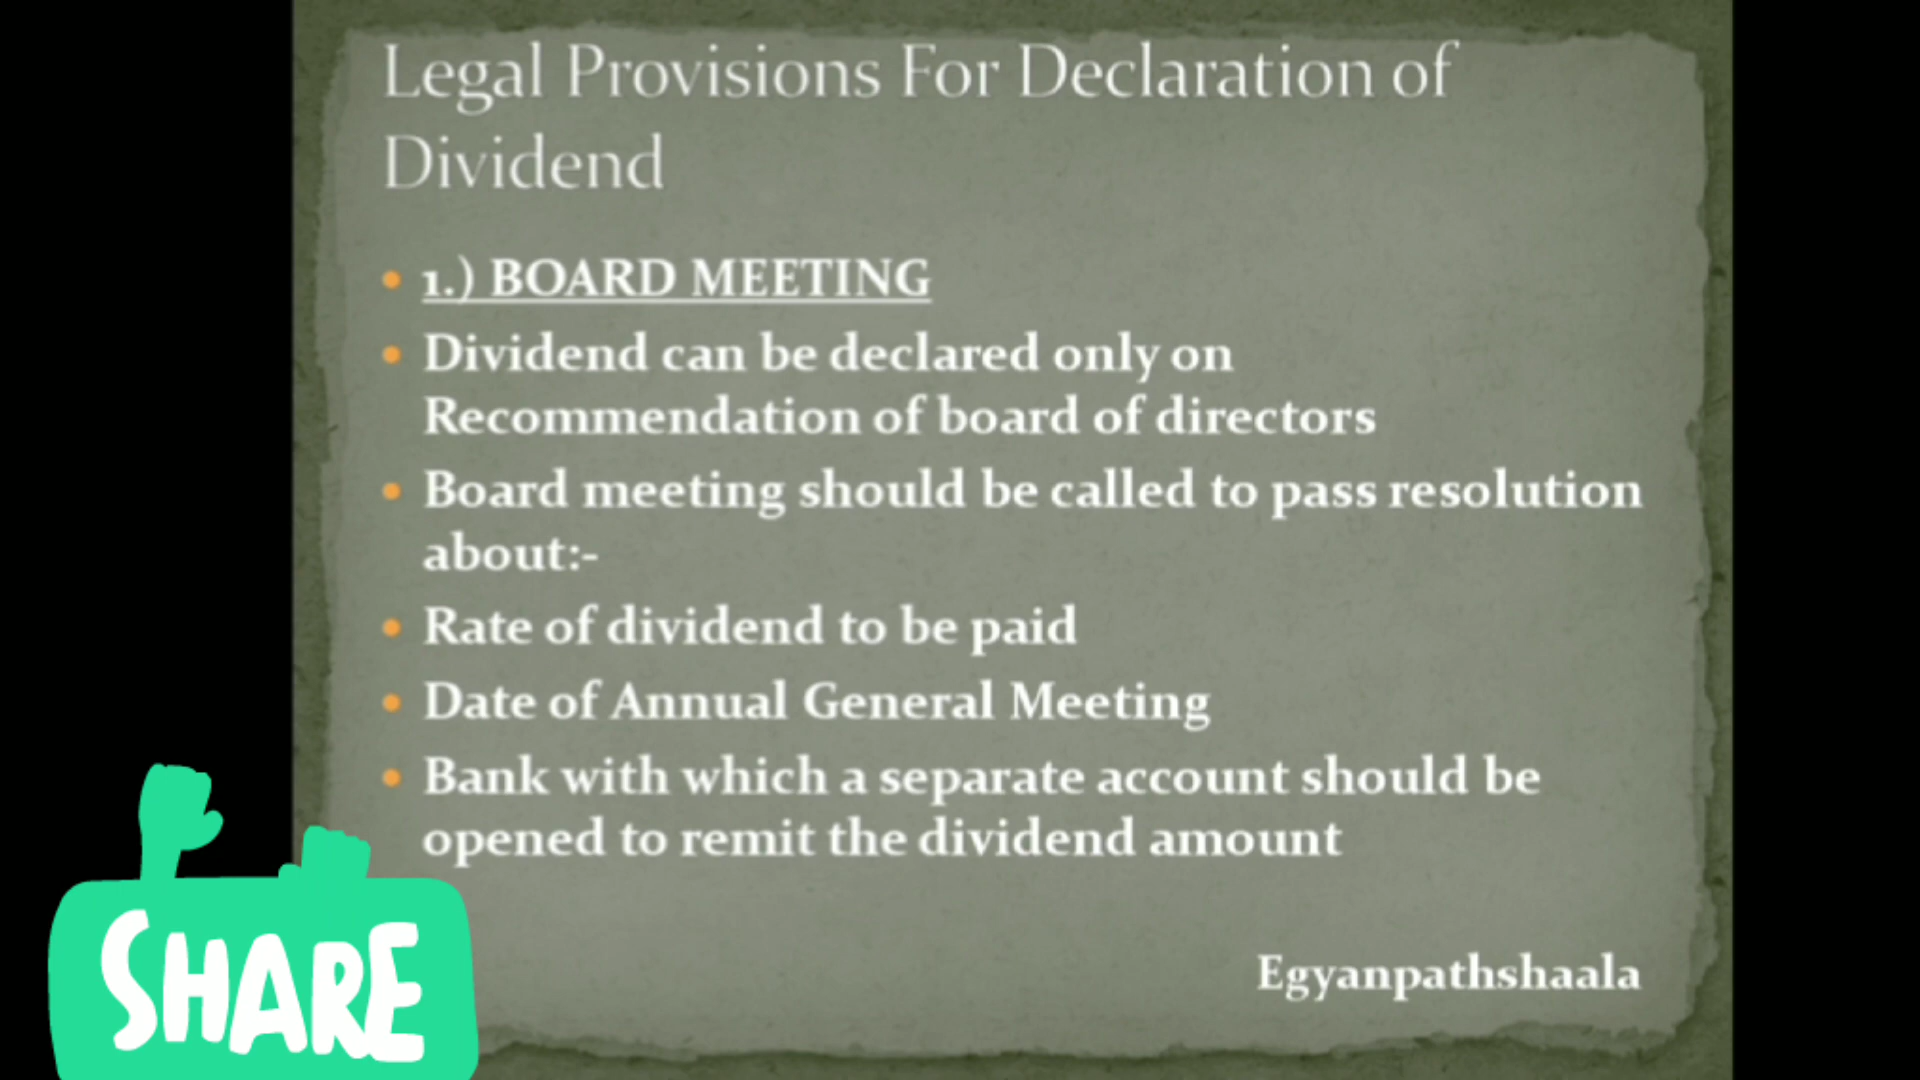 Legal Provisions For Declaration of
Dividend
1.) BOARD MEETING
Dividend can be declared only on
Recommendation of board of directors
Board meeting should be called to pass resolution
about:-
Rate of dividend to be paid
Date of Annual General Meeting
Bank with which a separate account should be
opened to remit the dividend amount
Egyanpathshaala
SHARE